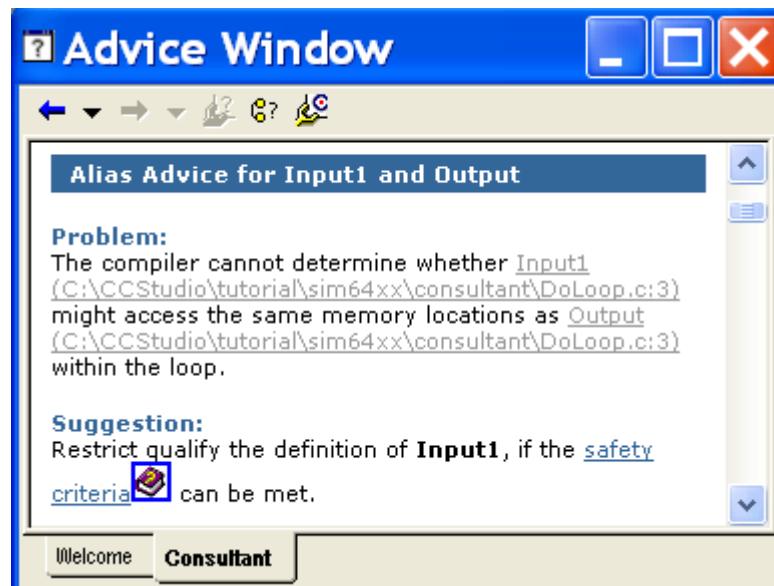 Advice Window
Alias Advice for Input1 and Output
Problem:
The compiler cannot determine whether Input1
(C:\CCStudio\tutorial\sim64xx\consultant\DoLoop.c:3)
might access the same memory locations as Output
(C:\CCStudio\tutorial\sim64xx\consultant\DoLoop.c:3)
within the loop.
Suggestion:
Restrict qualify the definition of Input1, if the safety
criteria can be met.
Welcome Consultant